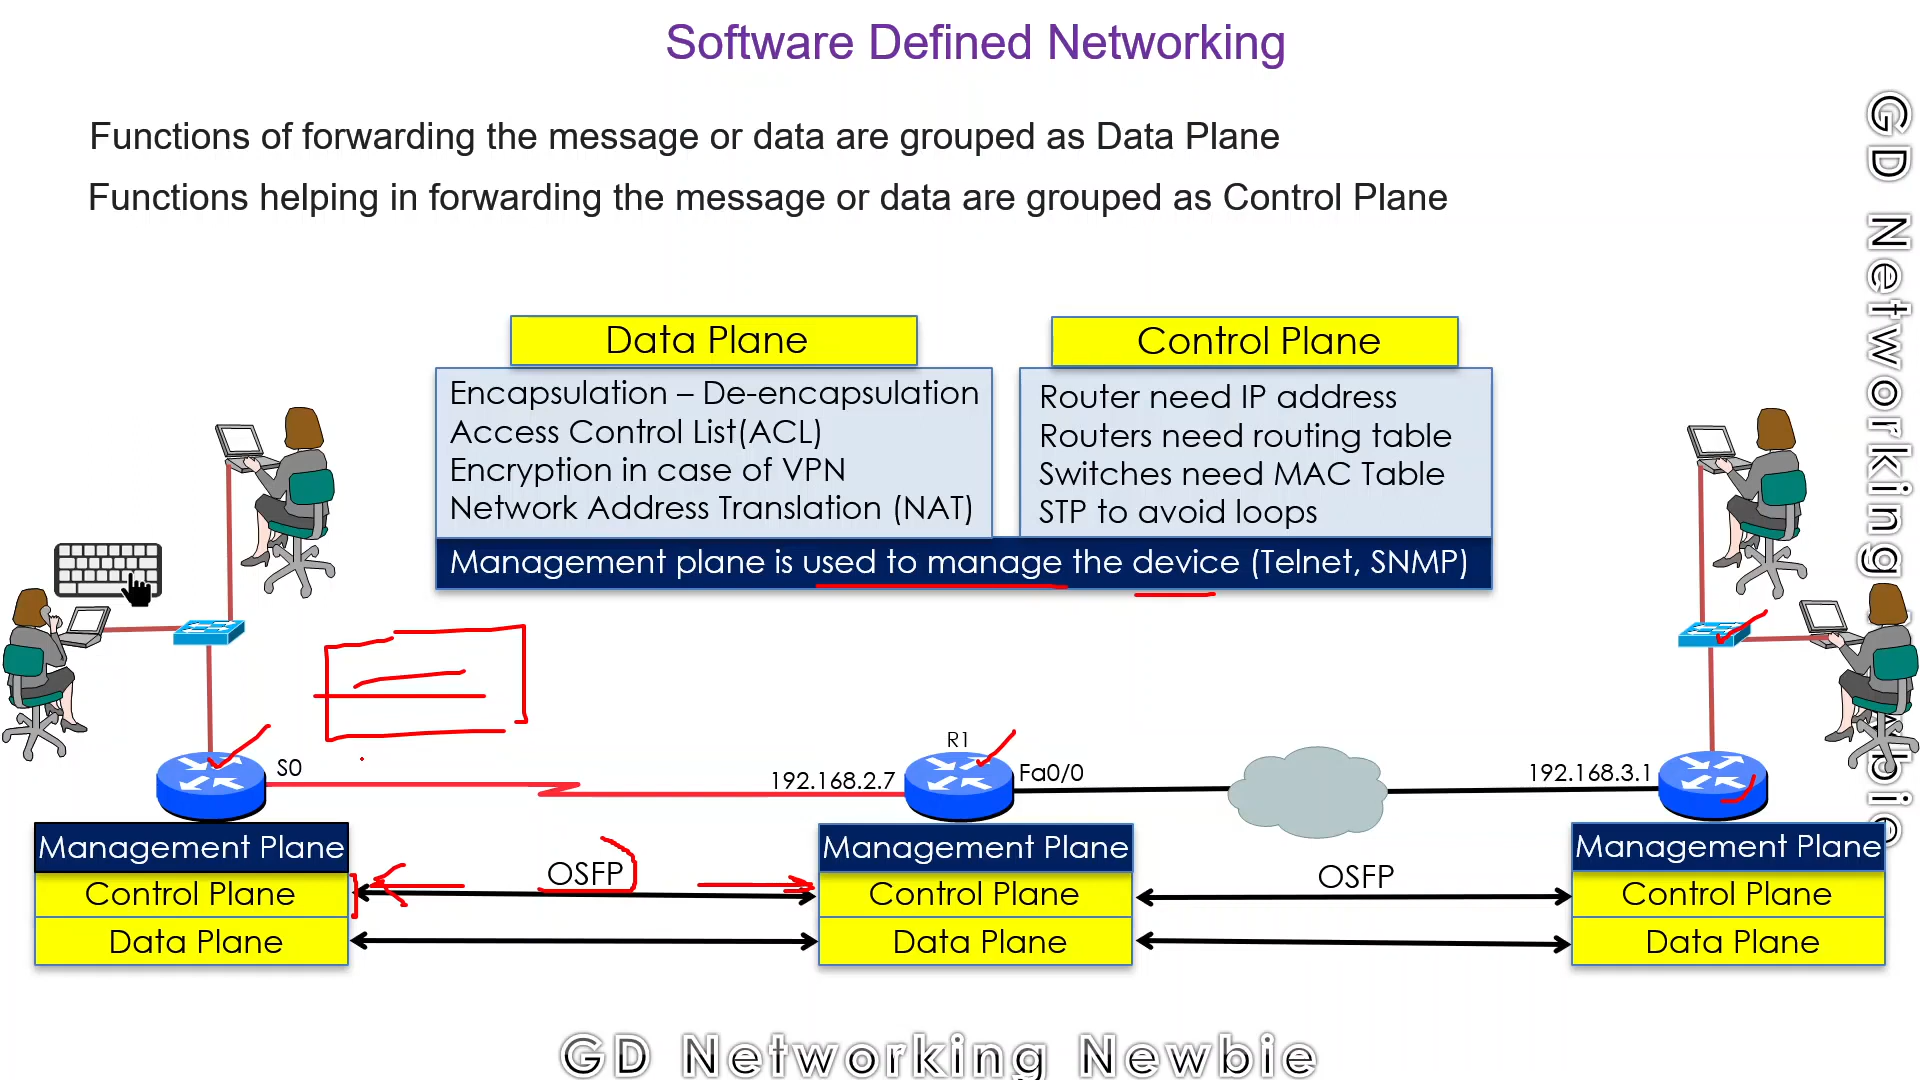 Software Defined Networking
Functions of forwarding the message or data are grouped as Data Plane
Functions helping in forwarding the message or data are grouped as Control Plane
Data Plane
Encapsulation – De-encapsulation
Access Control List(ACL)
Encryption in case of VPN
Network Address Translation (NAT)
Control Plane
Router need IP address
Routers need routing table
Switches need MAC Table
STP to avoid loops
Management plane is used to manage the device (Telnet, SNMP)
S0
192.168.2.7
R1
Fa0/0
192.168.3.1
Management Plane
Control Plane
Data Plane
OSFP
Management Plane
Control Plane
Data Plane
OSFP
Management Plane
Control Plane
Data Plane
GD Networking Newbie
GD Networking Newbie